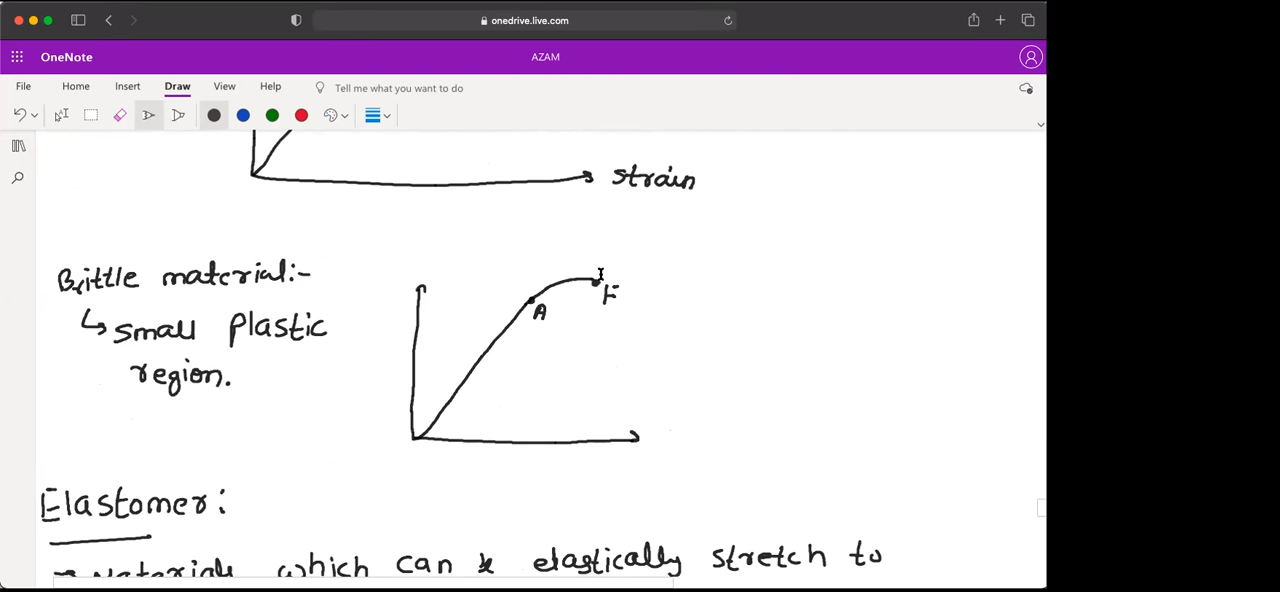 onedrive.live.com
OneNote
AZAM
File Home Insert Draw View Help Tell me what you want to do
strain
Brittle material:-
↳ small plastic
region.
A
F
Elastomer:
→ Materials which can elastically stretch to